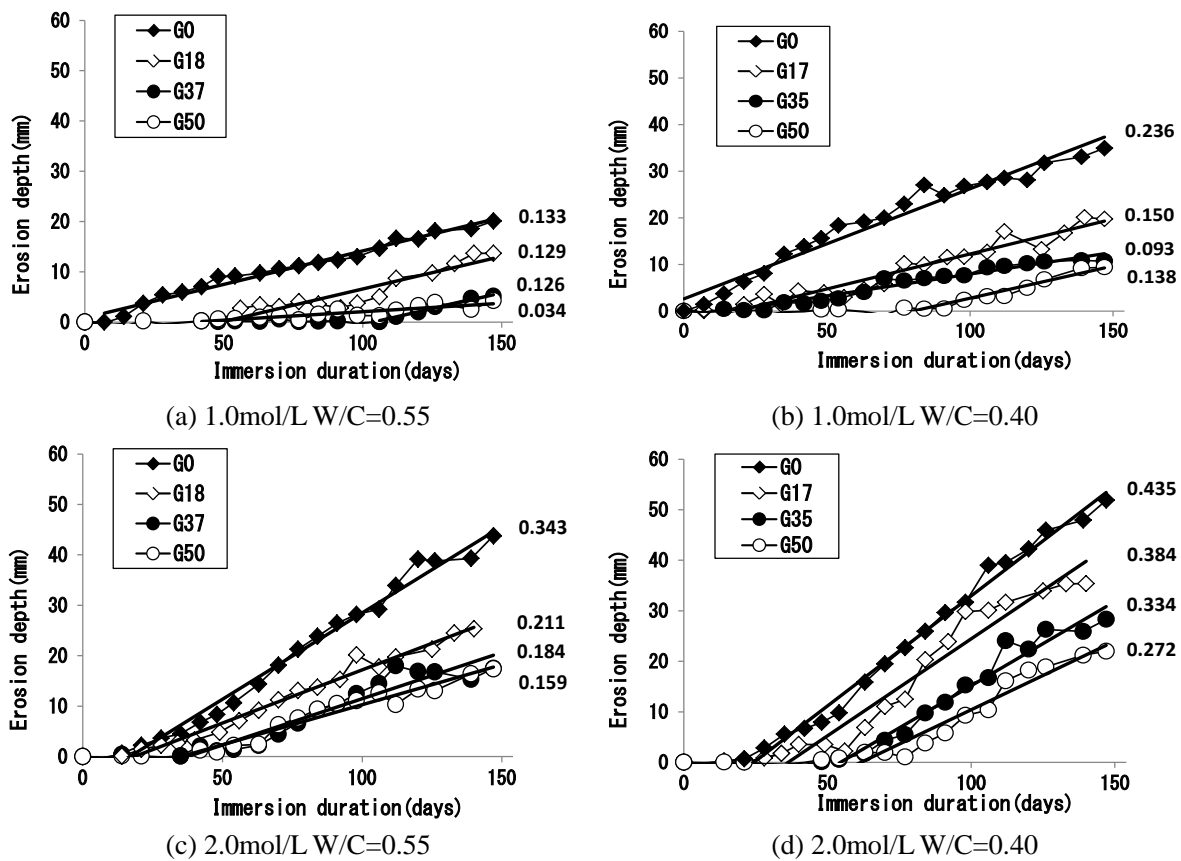 60
50
40
30
20
10
0
Erosion depth(mm)
G0
G18
G37
G50
0.133
0.129
0.126
0.034
0
50
100
150
Immersion duration(days)
(a) 1.0mol/L W/C=0.55
60
50
40
30
20
10
0
Erosion depth(mm)
G0
G17
G35
G50
0.236
0.150
0.093
0.138
0
50
100
150
Immersion duration(days)
(b) 1.0mol/L W/C=0.40
60
50
40
30
20
10
0
Erosion depth(mm)
G0
G18
G37
G50
0.343
0.211
0.184
0.159
0
50
100
150
Immersion duration(days)
(c) 2.0mol/L W/C=0.55
60
50
40
30
20
10
0
Erosion depth(mm)
G0
G17
G35
G50
0.435
0.384
0.334
0.272
0
50
100
150
Immersion duration(days)
(d) 2.0mol/L W/C=0.40